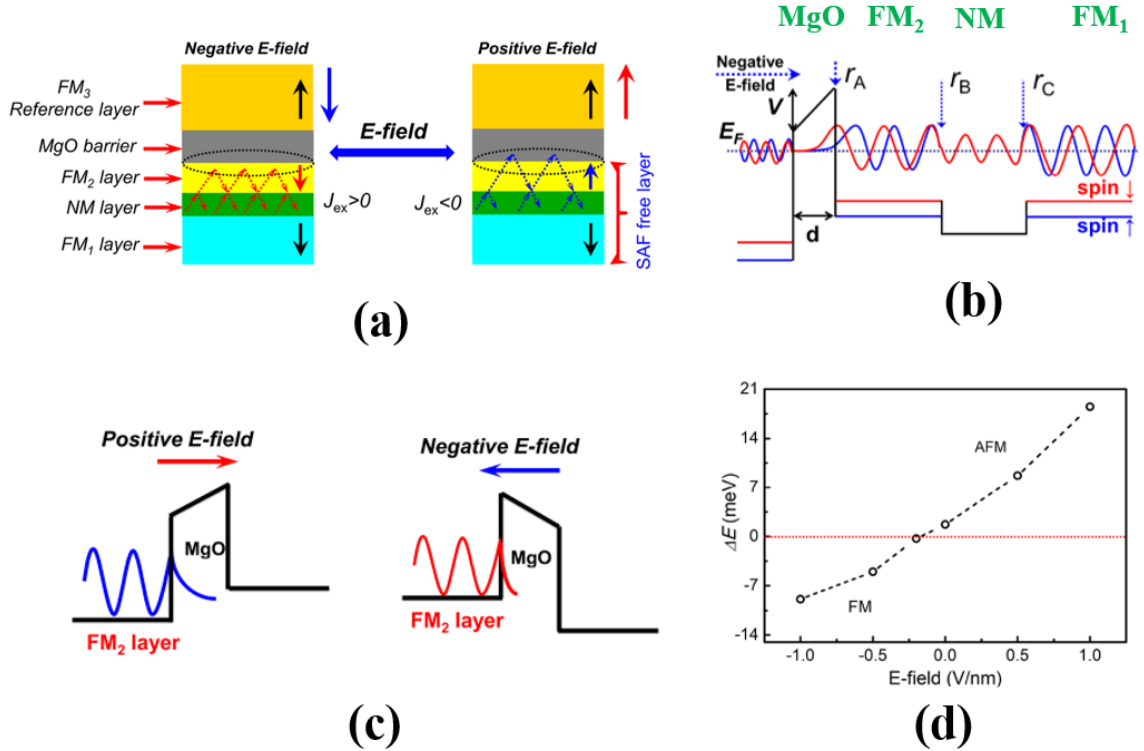 Negative E-field
Positive E-field
FM3
Reference layer
MgO barrier
FM2 layer
NM layer
FM1 layer
E-field
Jex>0
Jex<0
SAF free layer
(a)
MgO FM2 NM FM1
Negative
E-field
V
rA
rB
rC
EF
d
spin ↓
spin ↑
(b)
Positive E-field
MgO
FM2 layer
Negative E-field
MgO
FM2 layer
(c)
21
14
7
0
-7
-14
ΔE (meV)
AFM
FM
-1.0 -0.5 0.0 0.5 1.0
E-field (V/nm)
(d)